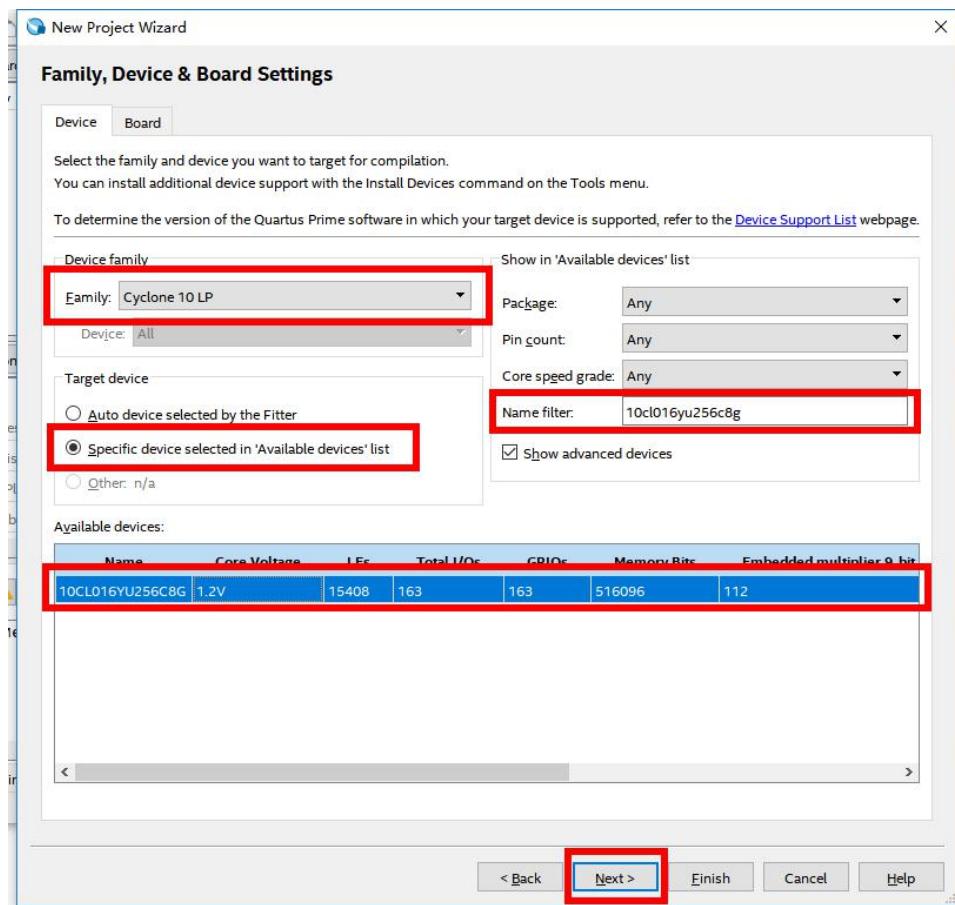 New Project Wizard
Family, Device & Board Settings
Device Board
Select the family and device you want to target for compilation.
You can install additional device support with the Install Devices command on the Tools menu.
To determine the version of the Quartus Prime software in which your target device is supported, refer to the Device Support List webpage.
Device family
Family: Cyclone 10 LP
Device: All
Target device
Auto device selected by the Fitter
Specific device selected in 'Available devices' list
Other: n/a
Show in 'Available devices' list
Package: Any
Pin count: Any
Core speed grade: Any
Name filter: 10cl016yu256c8g
Show advanced devices
Available devices:
Name Core Voltage LEs Total I/Os GPIOs Memory Bits Embedded multiplier 9-bit
10CL016YU256C8G 1.2V 15408 163 163 516096 112
< Back Next > Finish Cancel Help